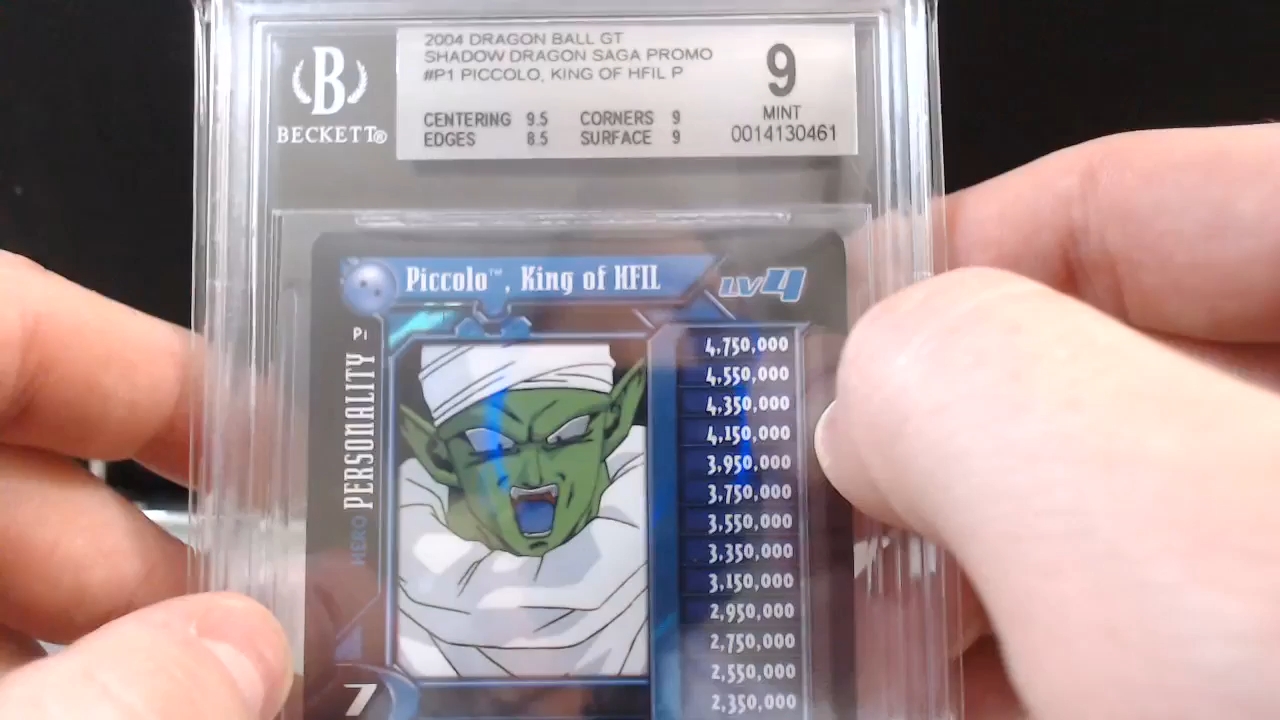 B
BECKETT®
2004 DRAGON BALL GT
SHADOW DRAGON SAGA PROMO
#P1 PICCOLO, KING OF HFIL P
CENTERING 9.5 CORNERS 9
EDGES 8.5 SURFACE 9
9
MINT
0014130461
Piccolo™, King of HFIL
LV4
P1
HERO PERSONALITY
4,750,000
4,550,000
4,350,000
4,150,000
3,950,000
3,750,000
3,550,000
3,350,000
3,150,000
2,950,000
2,750,000
2,550,000
2,350,000
7